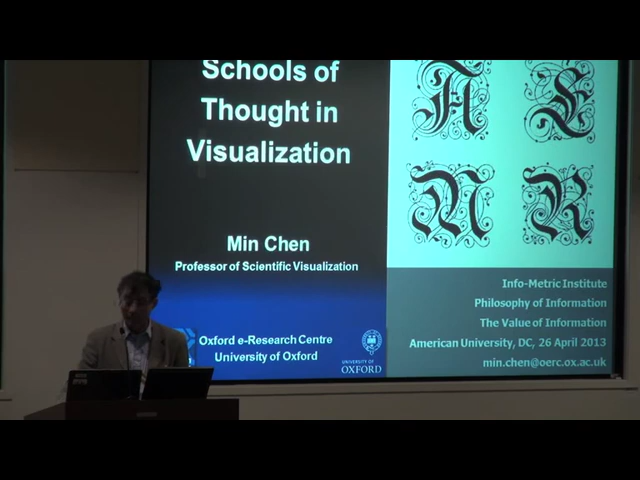 Schools of
Thought in
Visualization
Min Chen
Professor of Scientific Visualization
Oxford e-Research Centre
University of Oxford
UNIVERSITY OF
OXFORD
Info-Metric Institute
Philosophy of Information
The Value of Information
American University, DC, 26 April 2013
min.chen@oerc.ox.ac.uk